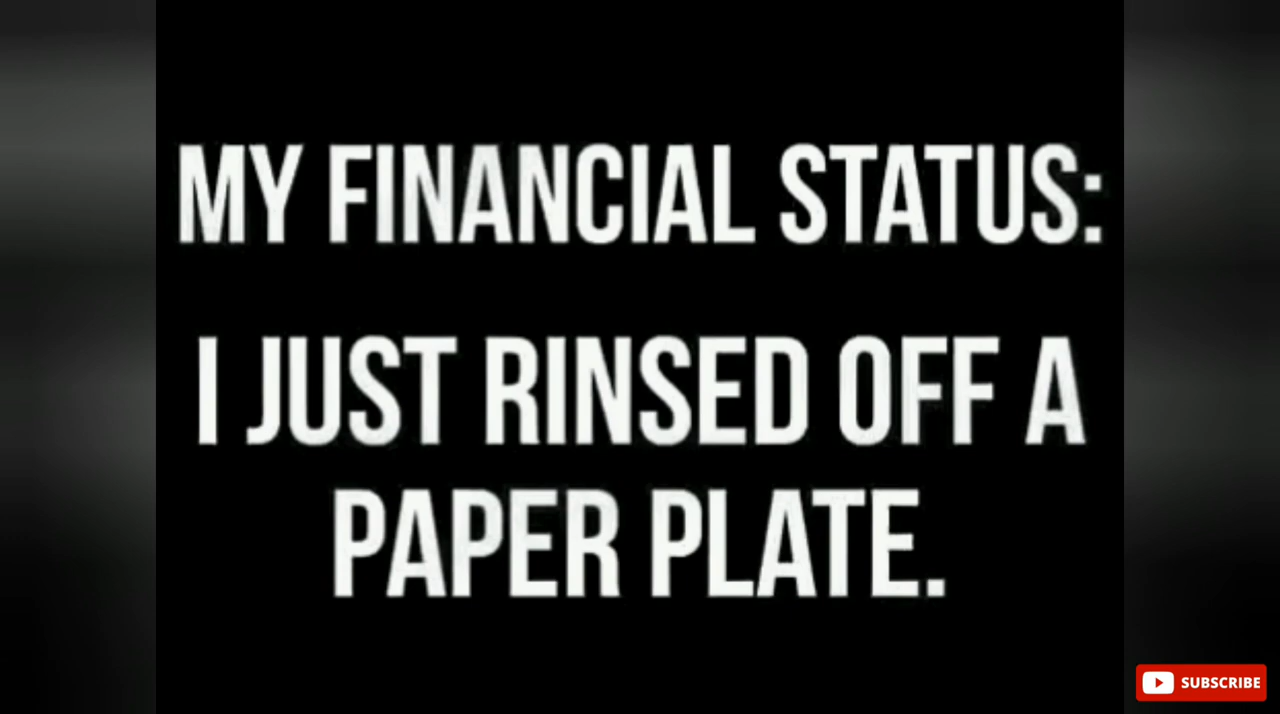 MY FINANCIAL STATUS:
I JUST RINSED OFF A
PAPER PLATE.
SUBSCRIBE